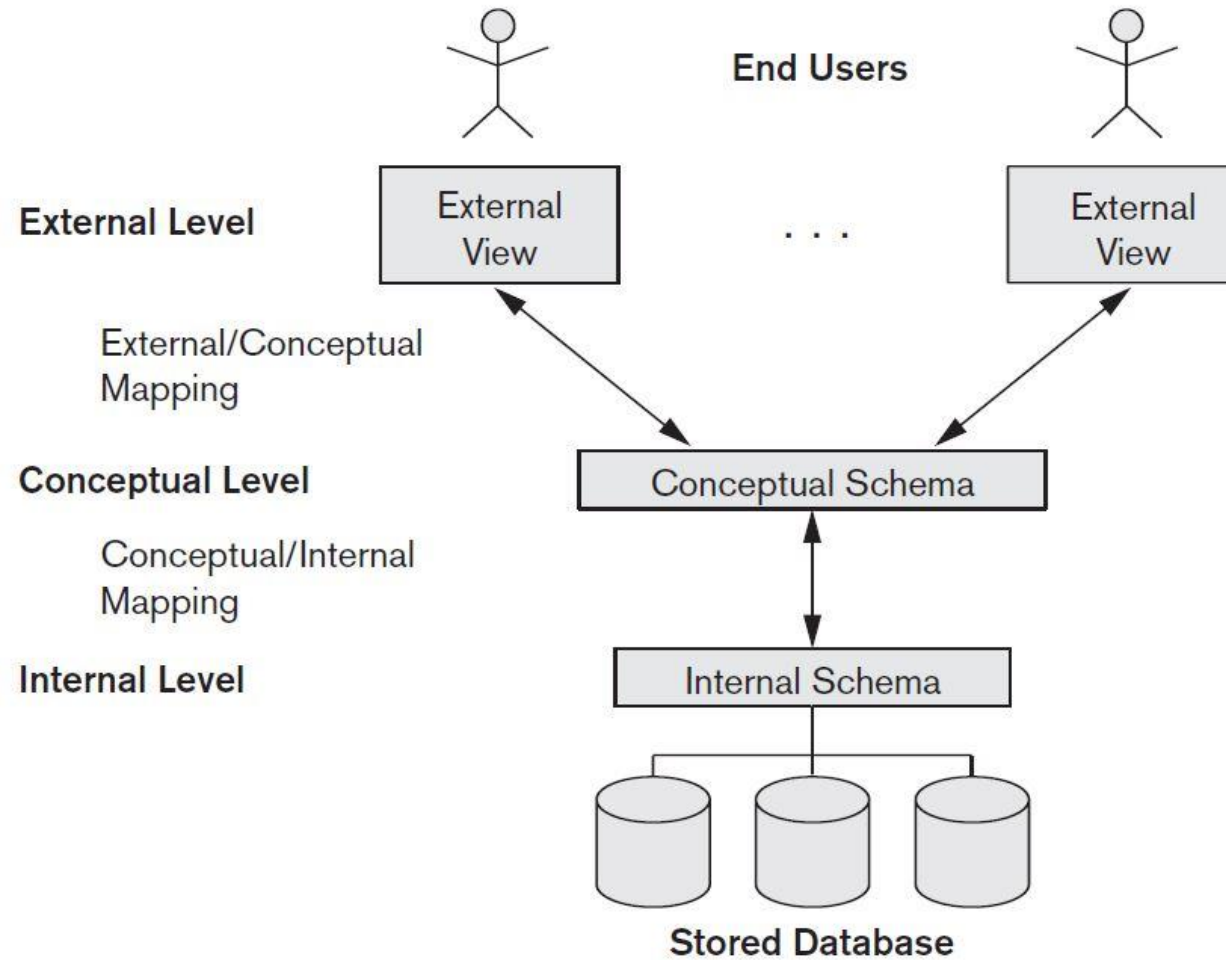 End Users
External Level
External
View
. . .
External
View
External/Conceptual
Mapping
Conceptual Level
Conceptual Schema
Conceptual/Internal
Mapping
Internal Level
Internal Schema
Stored Database